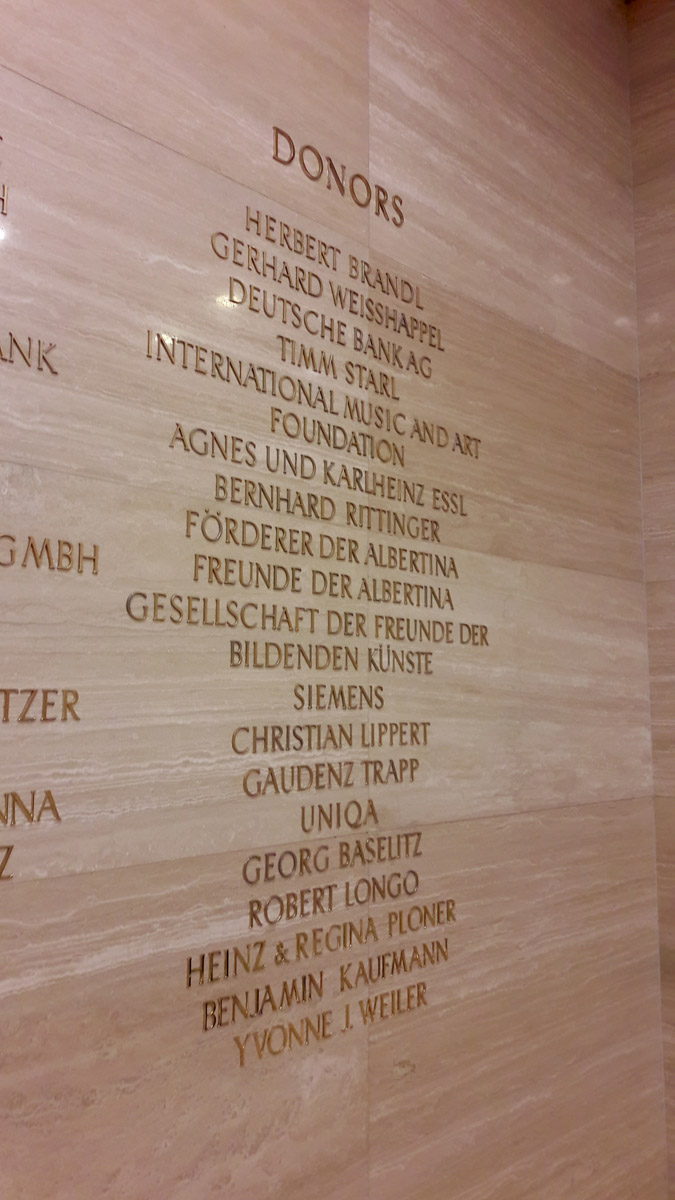 DONORS
HERBERT BRANDL
GERHARD WEISSHAPPEL
DEUTSCHE BANK AG
TIMM STARL
INTERNATIONAL MUSIC AND ART
FOUNDATION
AGNES UND KARLHEINZ ESSL
BERNHARD RITTINGER
FÖRDERER DER ALBERTINA
FREUNDE DER ALBERTINA
GESELLSCHAFT DER FREUNDE DER
BILDENDEN KÜNSTE
SIEMENS
CHRISTIAN LIPPERT
GAUDENZ TRAPP
UNIQA
GEORG BASELITZ
ROBERT LONGO
HEINZ & REGINA PLONER
BENJAMIN KAUFMANN
YVONNE J. WEILER
GMBH